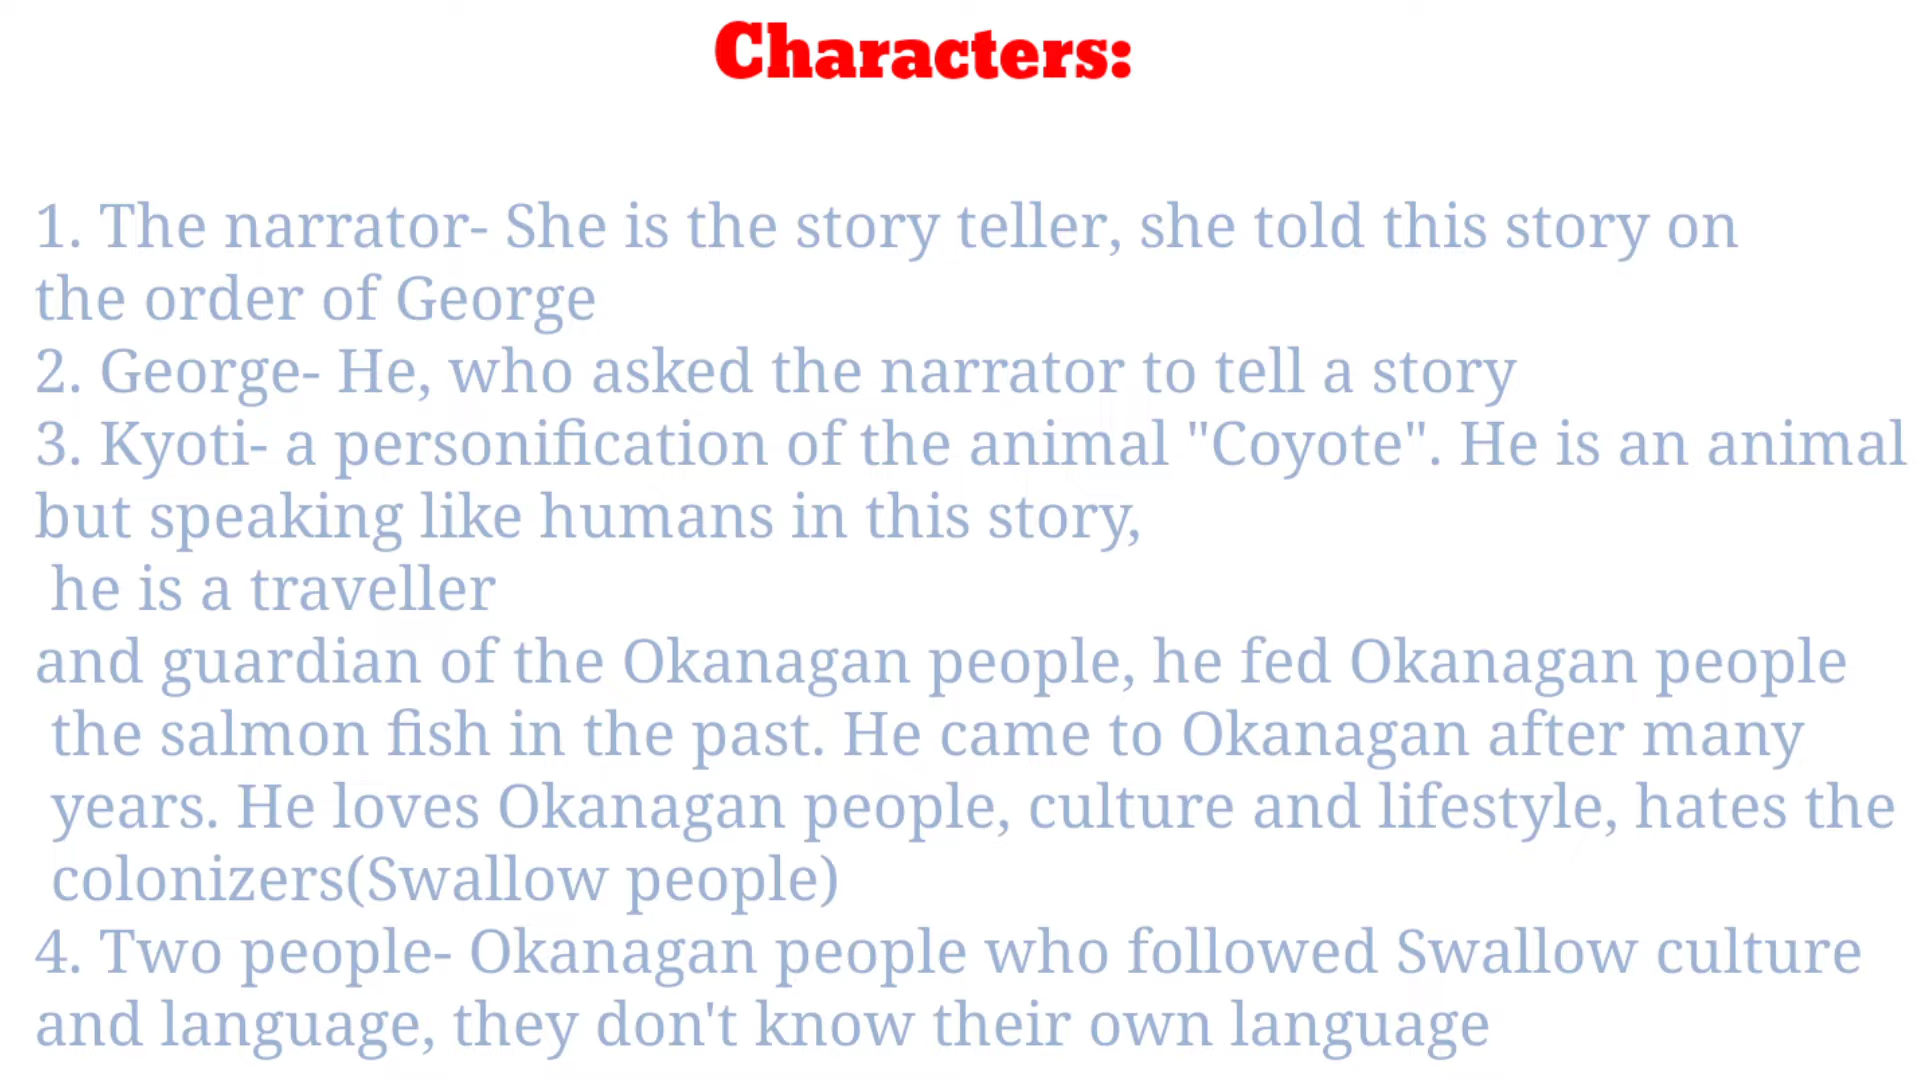 Characters:
1. The narrator- She is the story teller, she told this story on
the order of George
2. George- He, who asked the narrator to tell a story
3. Kyoti- a personification of the animal "Coyote". He is an animal
but speaking like humans in this story,
he is a traveller
and guardian of the Okanagan people, he fed Okanagan people
the salmon fish in the past. He came to Okanagan after many
years. He loves Okanagan people, culture and lifestyle, hates the
colonizers(Swallow people)
4. Two people- Okanagan people who followed Swallow culture
and language, they don't know their own language